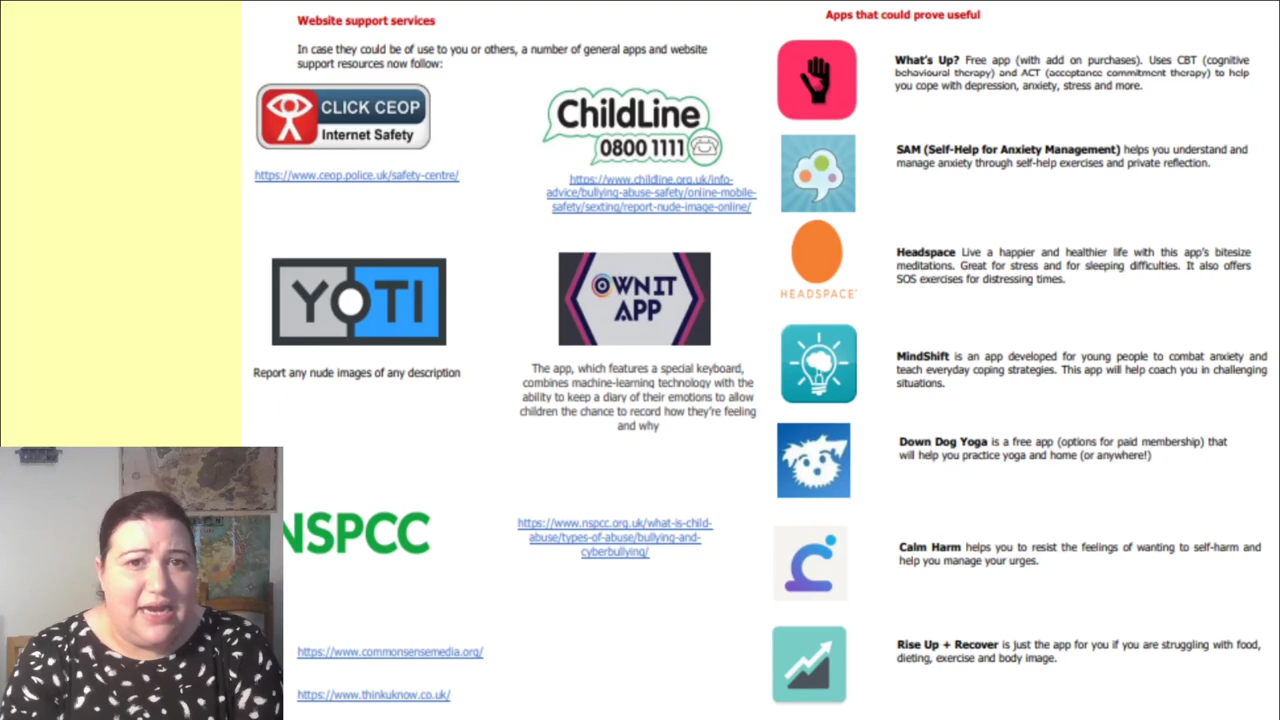 Website support services
In case they could be of use to you or others, a number of general apps and website
support resources now follow:
CLICK CEOP
Internet Safety
https://www.ceop.police.uk/safety-centre/
ChildLine
0800 1111
https://www.childline.org.uk/info-
advice/bullying-abuse-safety/online-mobile-
safety/sexting/report-nude-image-online/
YOTI
Report any nude images of any description
OWN IT
APP
The app, which features a special keyboard,
combines machine-learning technology with the
ability to keep a diary of their emotions to allow
children the chance to record how they're feeling
and why
NSPCC
https://www.nspcc.org.uk/what-is-child-
abuse/types-of-abuse/bullying-and-
cyberbullying/
https://www.commonsensemedia.org/
https://www.thinkuknow.co.uk/
Apps that could prove useful
What's Up? Free app (with add on purchases). Uses CBT (cognitive
behavioural therapy) and ACT (acceptance commitment therapy) to help
you cope with depression, anxiety, stress and more.
SAM (Self-Help for Anxiety Management) helps you understand and
manage anxiety through self-help exercises and private reflection.
HEADSPACE
Headspace Live a happier and healthier life with this app's bitesize
meditations. Great for stress and for sleeping difficulties. It also offers
SOS exercises for distressing times.
MindShift is an app developed for young people to combat anxiety and
teach everyday coping strategies. This app will help coach you in challenging
situations.
Down Dog Yoga is a free app (options for paid membership) that
will help you practice yoga and home (or anywhere!)
Calm Harm helps you to resist the feelings of wanting to self-harm and
help you manage your urges.
Rise Up + Recover is just the app for you if you are struggling with food,
dieting, exercise and body image.